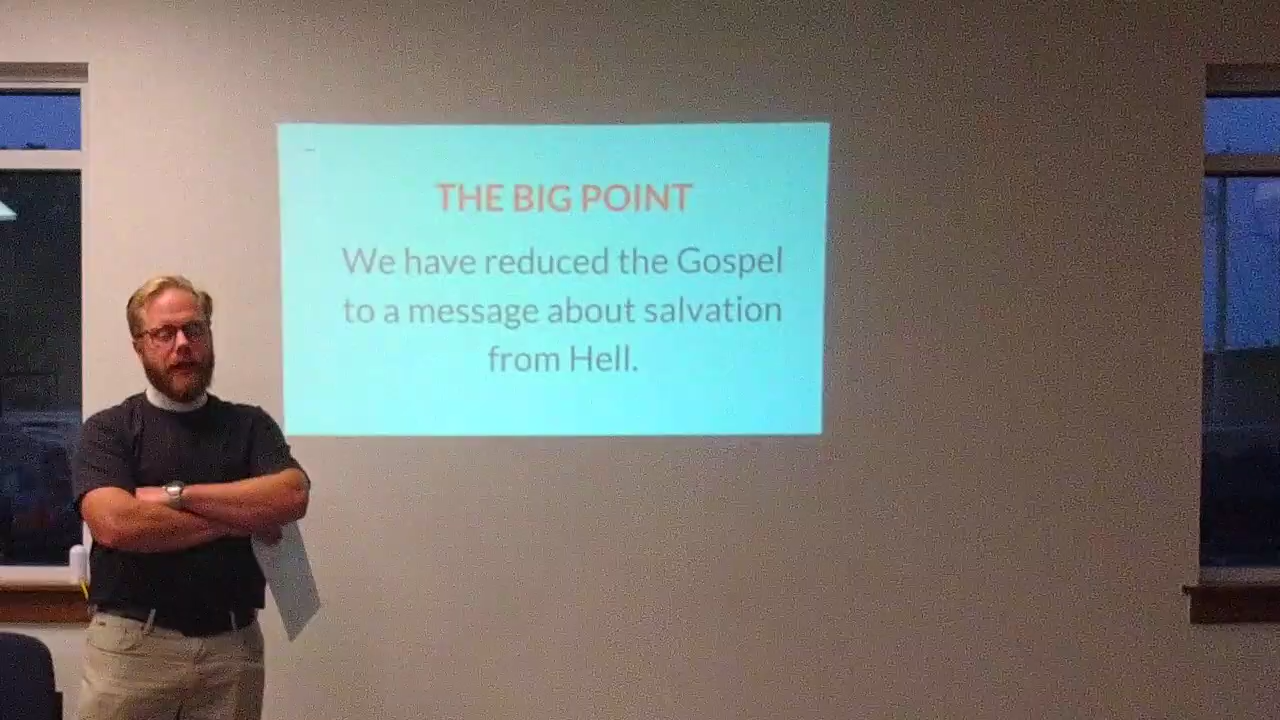 THE BIG POINT
We have reduced the Gospel
to a message about salvation
from Hell.